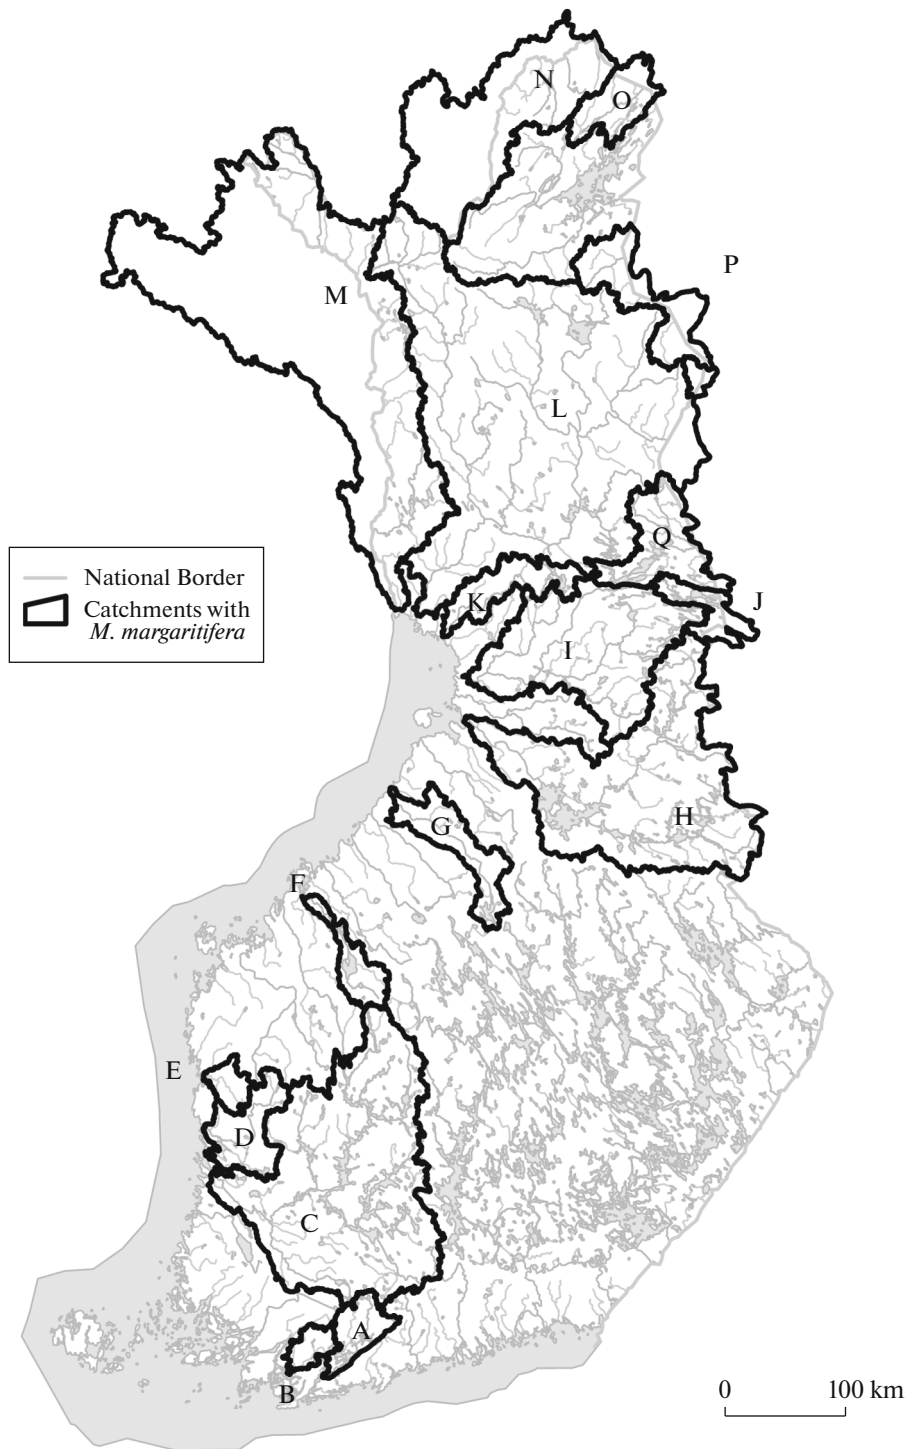 N
O
P
M
L
Q
National Border
Catchments with
M. margaritifera
K
J
I
H
G
F
E
D
C
A
B
0 100 km